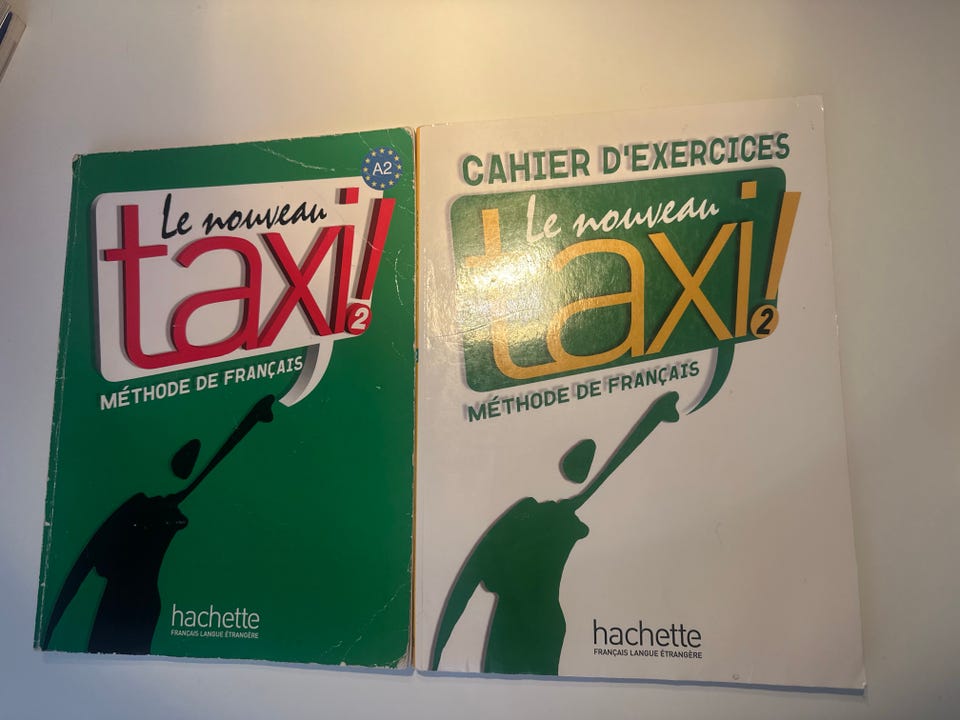 A2
Le nouveau
taxi!
2
MÉTHODE DE FRANÇAIS
hachette
FRANÇAIS LANGUE ÉTRANGÈRE
CAHIER D'EXERCICES
Le nouveau
taxi!
2
MÉTHODE DE FRANÇAIS
hachette
FRANÇAIS LANGUE ÉTRANGÈRE